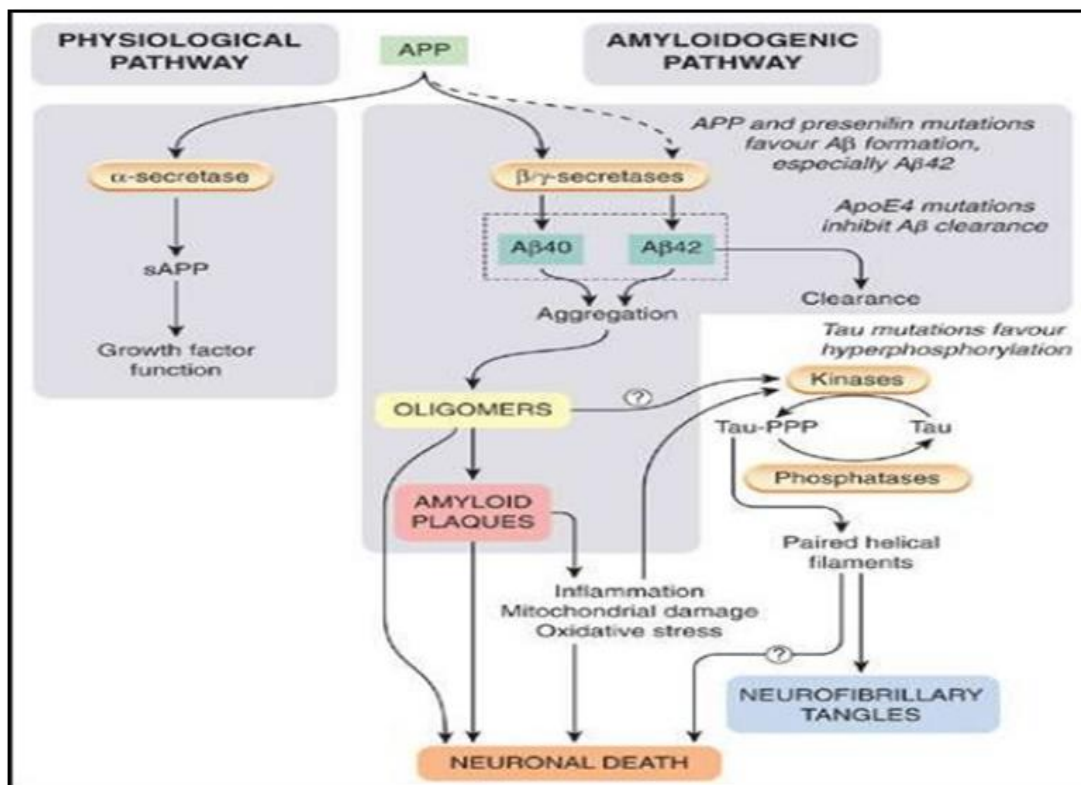 PHYSIOLOGICAL
PATHWAY
APP
AMYLOIDOGENIC
PATHWAY
APP and presenilin mutations
favour Aβ formation,
especially Aβ42
α-secretase
β/γ-secretases
ApoE4 mutations
inhibit Aβ clearance
Aβ40
Aβ42
sAPP
Clearance
Aggregation
Growth factor
function
Tau mutations favour
hyperphosphorylation
Kinases
OLIGOMERS
?
Tau-PPP
Tau
Phosphatases
AMYLOID
PLAQUES
Paired helical
filaments
Inflammation
Mitochondrial damage
Oxidative stress
?
NEUROFIBRILLARY
TANGLES
NEURONAL DEATH